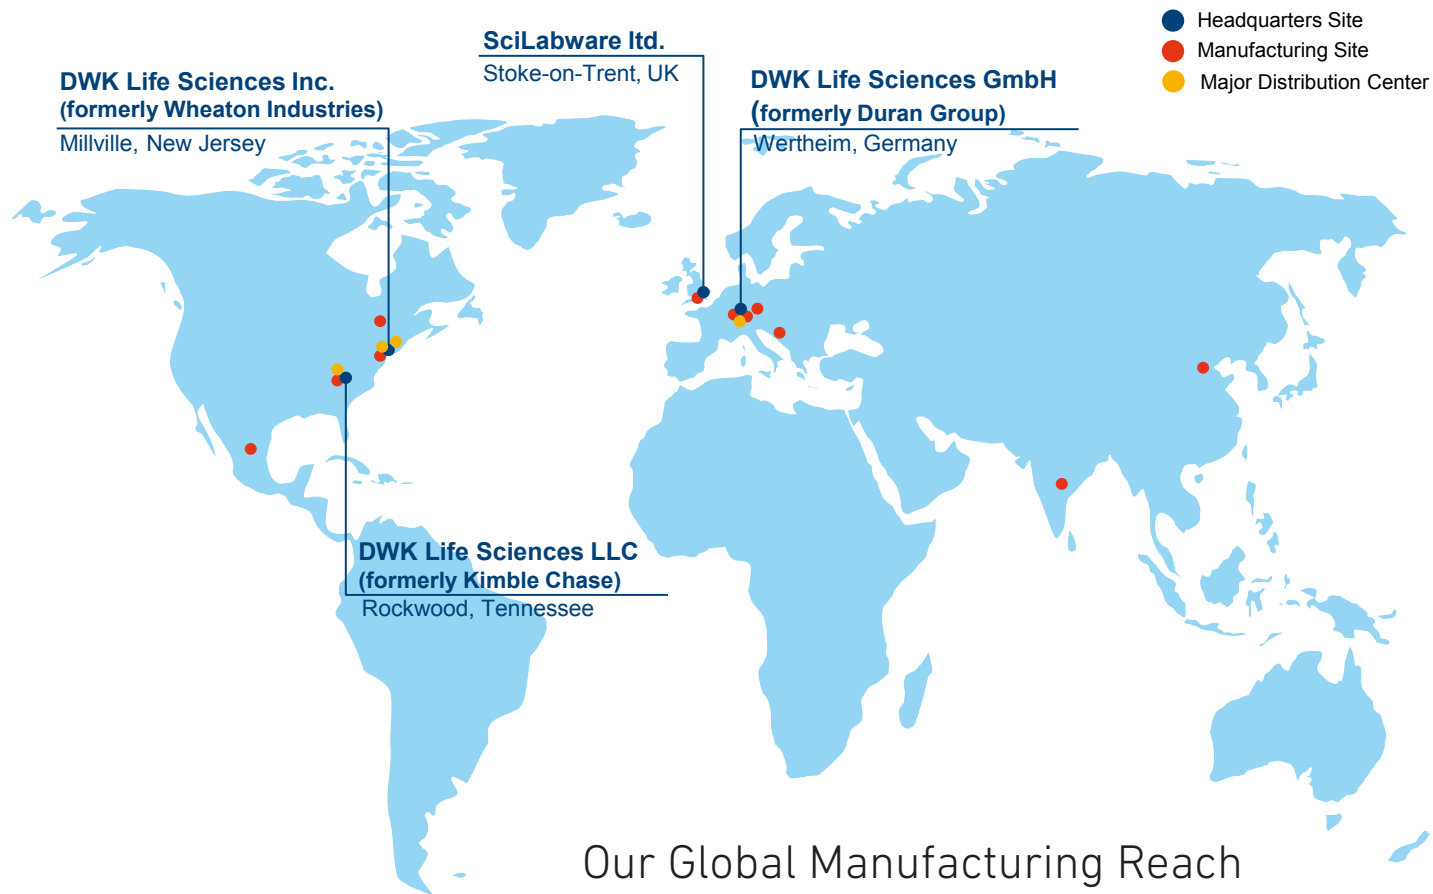 Headquarters Site
Manufacturing Site
Major Distribution Center
SciLabware ltd.
Stoke-on-Trent, UK
DWK Life Sciences Inc.
(formerly Wheaton Industries)
Millville, New Jersey
DWK Life Sciences GmbH
(formerly Duran Group)
Wertheim, Germany
DWK Life Sciences LLC
(formerly Kimble Chase)
Rockwood, Tennessee
Our Global Manufacturing Reach